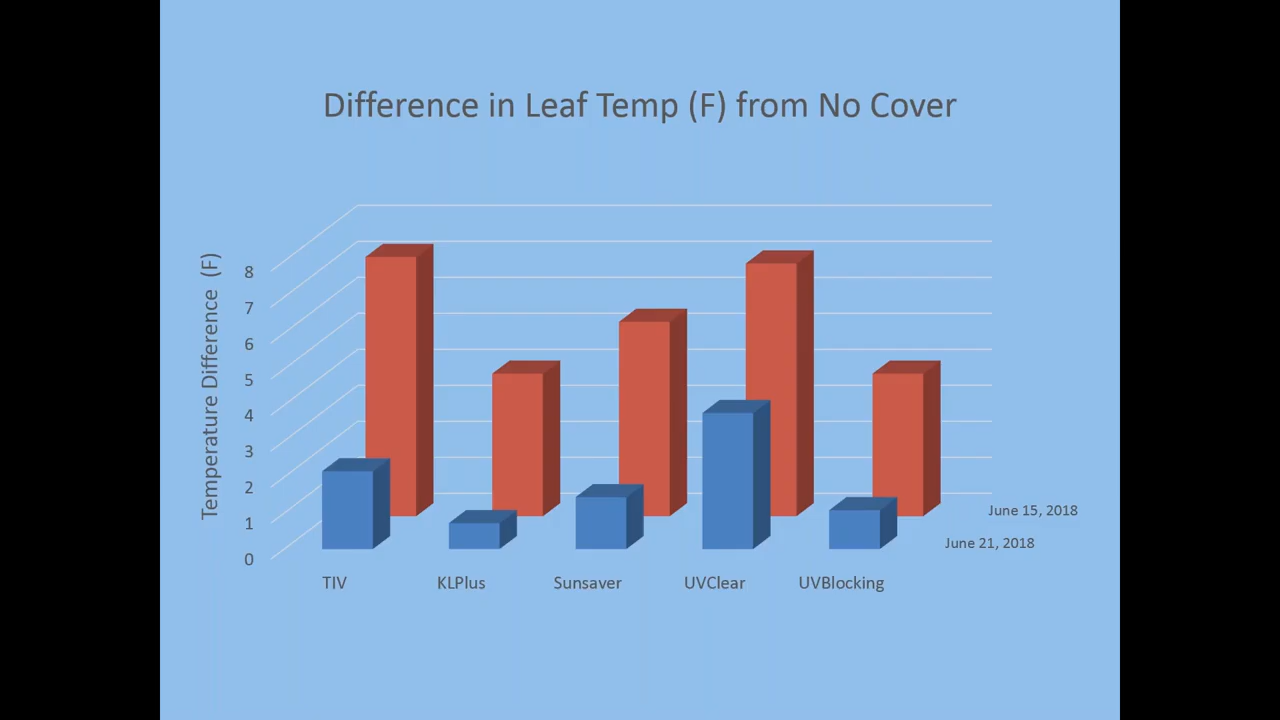 Difference in Leaf Temp (F) from No Cover
Temperature Difference (F)
8
7
6
5
4
3
2
1
0
June 15, 2018
June 21, 2018
TIV KLPlus Sunsaver UVClear UVBlocking